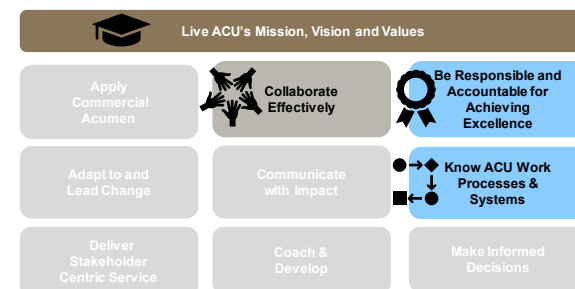 Live ACU's Mission, Vision and Values
Apply
Commercial
Acumen
Collaborate
Effectively
Be Responsible and
Accountable for
Achieving
Excellence
Adapt to and
Lead Change
Communicate
with Impact
Know ACU Work
Processes &
Systems
Deliver
Stakeholder
Centric Service
Coach &
Develop
Make Informed
Decisions